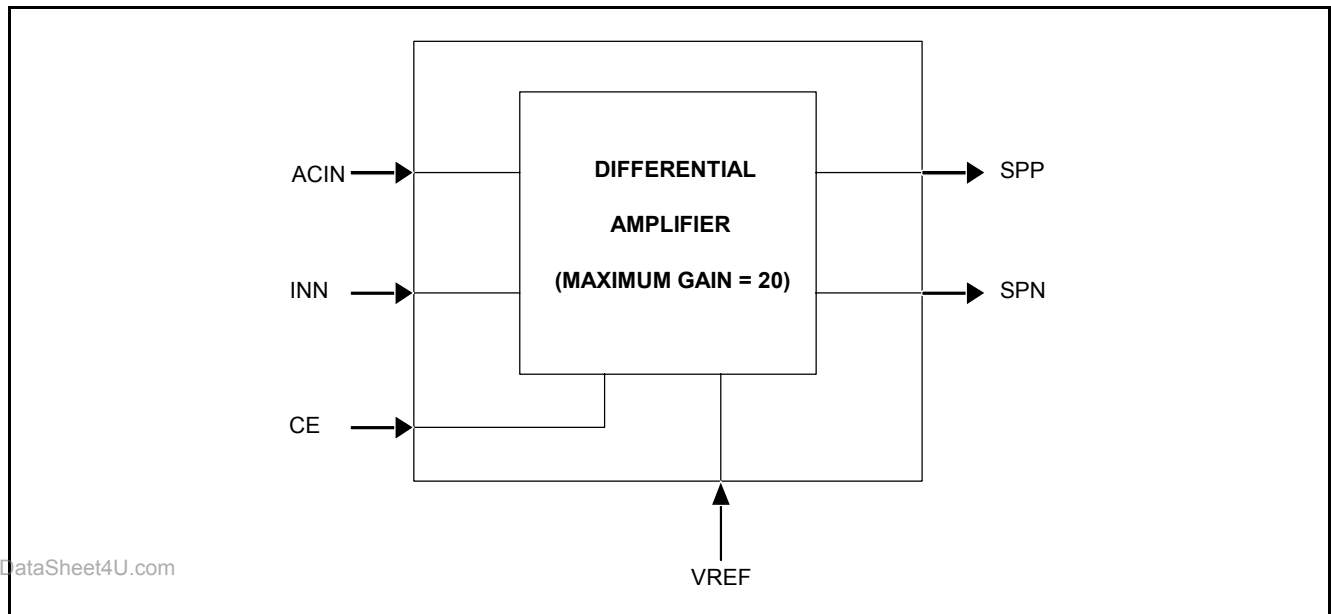 DIFFERENTIAL
ACIN
SPP
AMPLIFIER
(MAXIMUM GAIN = 20)
INN
SPN
CE
DataSheet4U.com
VREF